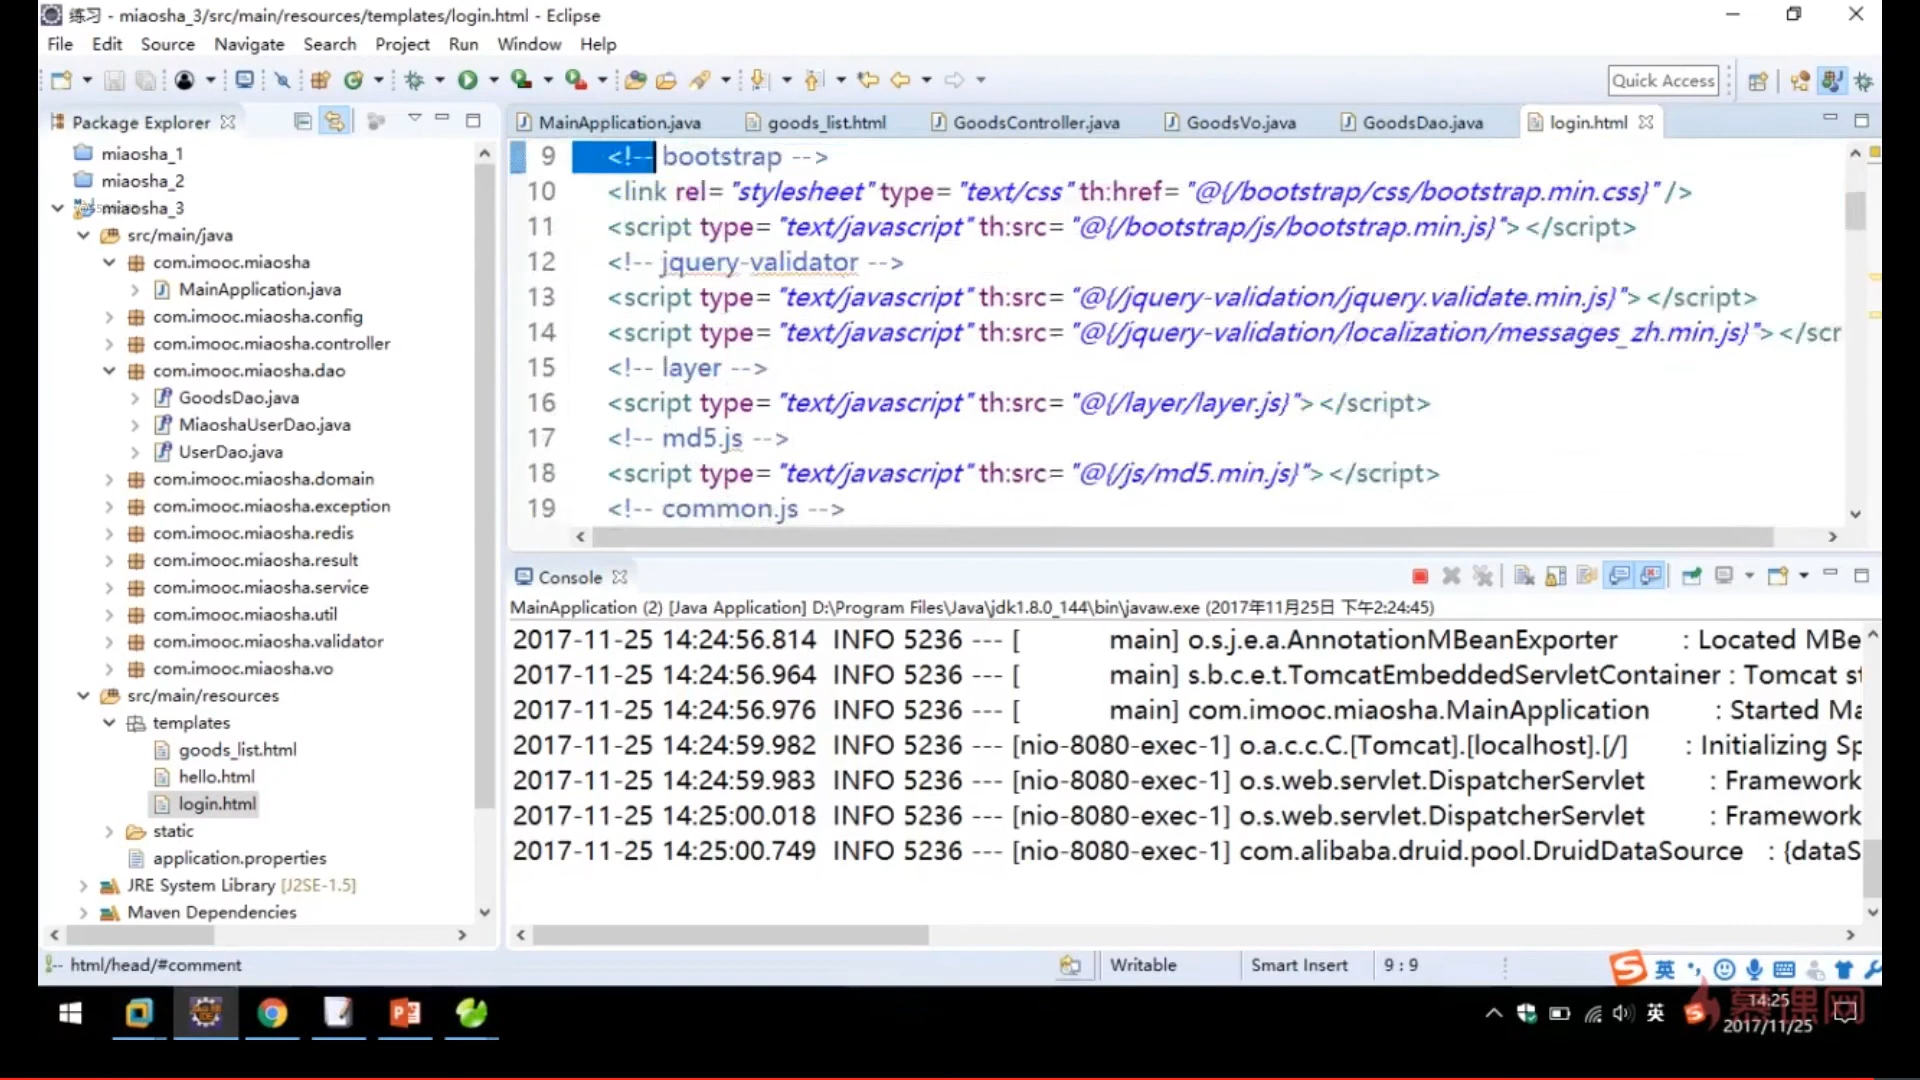 练习 - miaosha_3/src/main/resources/templates/login.html - Eclipse
File Edit Source Navigate Search Project Run Window Help
Quick Access
Package Explorer
MainApplication.java goods_list.html GoodsController.java GoodsVo.java GoodsDao.java login.html
miaosha_1
miaosha_2
miaosha_3
src/main/java
com.imooc.miaosha
MainApplication.java
com.imooc.miaosha.config
com.imooc.miaosha.controller
com.imooc.miaosha.dao
GoodsDao.java
MiaoshaUserDao.java
UserDao.java
com.imooc.miaosha.domain
com.imooc.miaosha.exception
com.imooc.miaosha.redis
com.imooc.miaosha.result
com.imooc.miaosha.service
com.imooc.miaosha.util
com.imooc.miaosha.validator
com.imooc.miaosha.vo
src/main/resources
templates
goods_list.html
hello.html
login.html
static
application.properties
JRE System Library [J2SE-1.5]
Maven Dependencies
9 <!-- bootstrap -->
10 <link rel="stylesheet" type="text/css" th:href="@{/bootstrap/css/bootstrap.min.css}" />
11 <script type="text/javascript" th:src="@{/bootstrap/js/bootstrap.min.js}"></script>
12 <!-- jquery-validator -->
13 <script type="text/javascript" th:src="@{/jquery-validation/jquery.validate.min.js}"></script>
14 <script type="text/javascript" th:src="@{/jquery-validation/localization/messages_zh.min.js}"></scr
15 <!-- layer -->
16 <script type="text/javascript" th:src="@{/layer/layer.js}"></script>
17 <!-- md5.js -->
18 <script type="text/javascript" th:src="@{/js/md5.min.js}"></script>
19 <!-- common.js -->
Console
MainApplication (2) [Java Application] D:\Program Files\Java\jdk1.8.0_144\bin\javaw.exe (2017年11月25日 下午2:24:45)
2017-11-25 14:24:56.814 INFO 5236 --- [ main] o.s.j.e.a.AnnotationMBeanExporter : Located MBe
2017-11-25 14:24:56.964 INFO 5236 --- [ main] s.b.c.e.t.TomcatEmbeddedServletContainer : Tomcat st
2017-11-25 14:24:56.976 INFO 5236 --- [ main] com.imooc.miaosha.MainApplication : Started Ma
2017-11-25 14:24:59.982 INFO 5236 --- [nio-8080-exec-1] o.a.c.c.C.[Tomcat].[localhost].[/] : Initializing Sp
2017-11-25 14:24:59.983 INFO 5236 --- [nio-8080-exec-1] o.s.web.servlet.DispatcherServlet : Framework
2017-11-25 14:25:00.018 INFO 5236 --- [nio-8080-exec-1] o.s.web.servlet.DispatcherServlet : Framework
2017-11-25 14:25:00.749 INFO 5236 --- [nio-8080-exec-1] com.alibaba.druid.pool.DruidDataSource : {dataS
html/head/#comment Writable Smart Insert 9 : 9
英
英
14:25
慕课网
2017/11/25